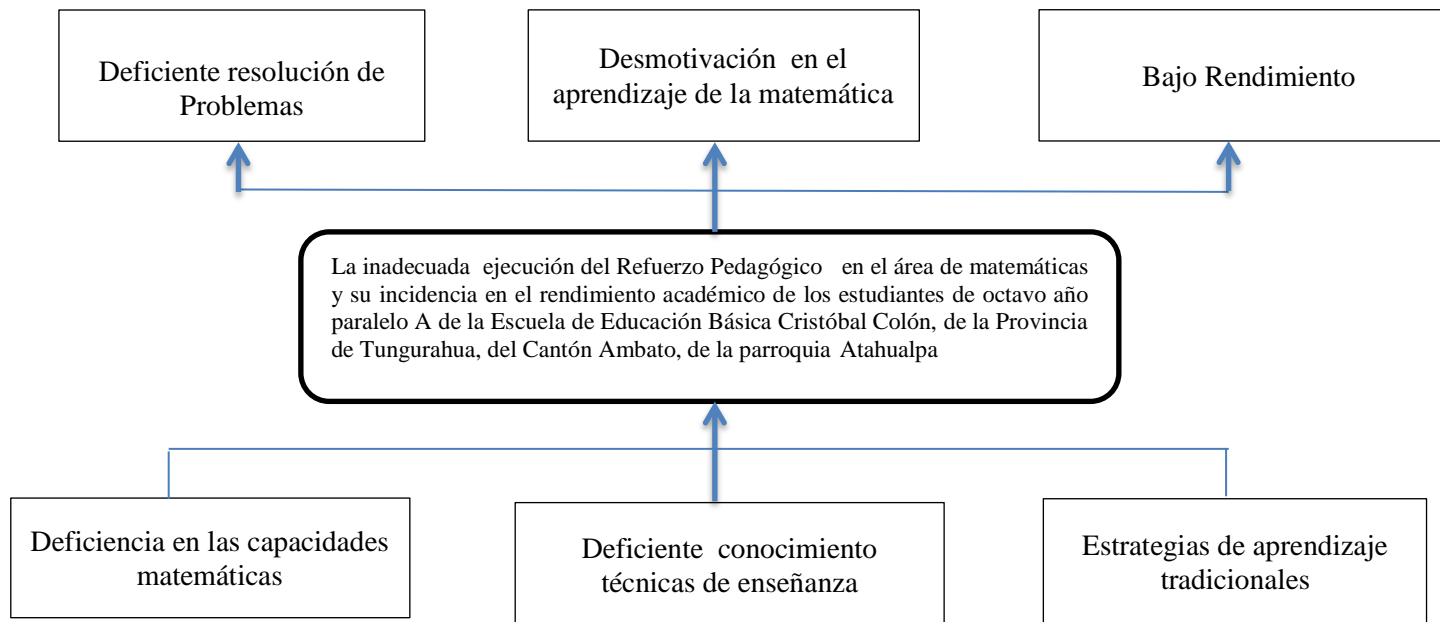 Deficiente resolución de
Problemas
Desmotivación en el
aprendizaje de la matemática
Bajo Rendimiento
La inadecuada ejecución del Refuerzo Pedagógico en el área de matemáticas
y su incidencia en el rendimiento académico de los estudiantes de octavo año
paralelo A de la Escuela de Educación Básica Cristóbal Colón, de la Provincia
de Tungurahua, del Cantón Ambato, de la parroquia Atahualpa
Deficiencia en las capacidades
matemáticas
Deficiente conocimiento
técnicas de enseñanza
Estrategias de aprendizaje
tradicionales